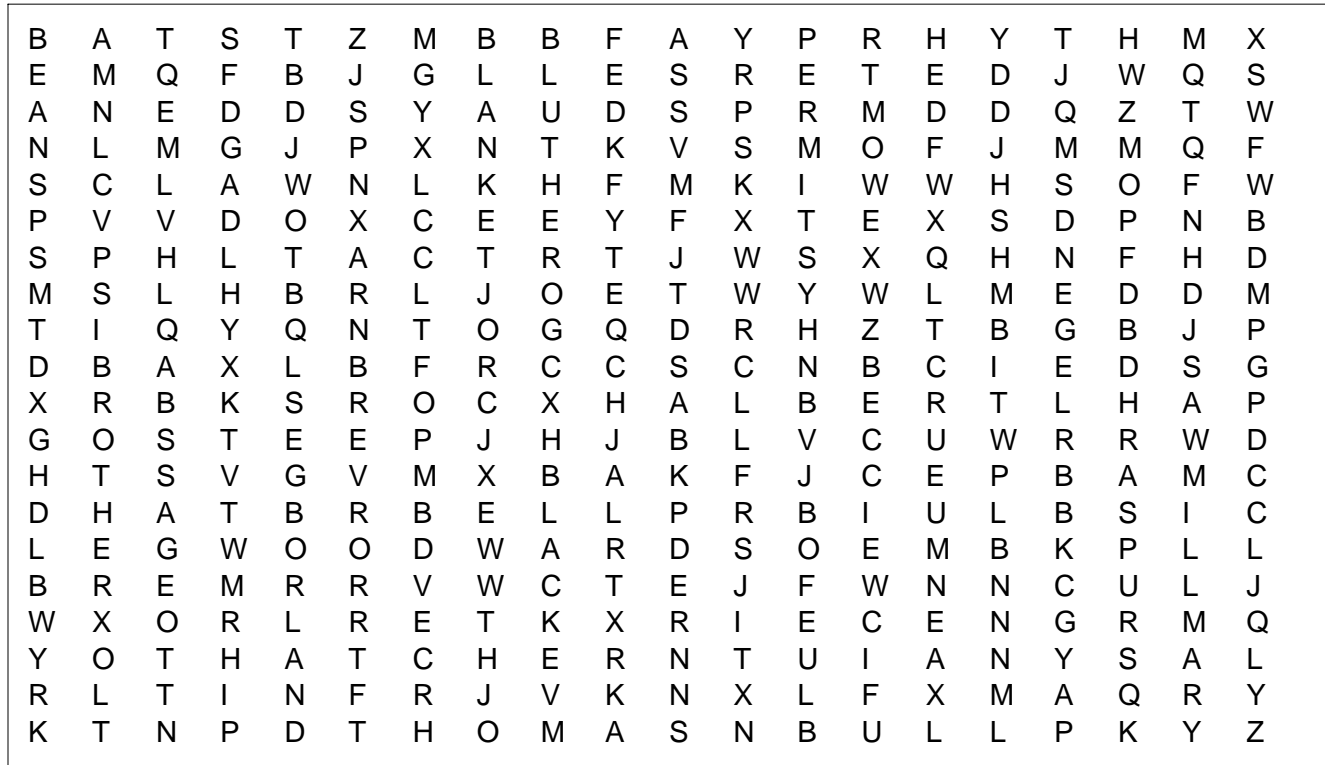 B A T S T Z M B B F A Y P R H Y T H M X
E M Q F B J G L L E S R E T E D J W Q S
A N E D D S Y A U D S P R M D D Q Z T W
N L M G J P X N T K V S M O F J M M Q F
S C L A W N L K H F M K I W W H S O F W
P V V D O X C E E Y F X T E X S D P N B
S P H L T A C T R T J W S X Q H N F H D
M S L H B R L J O E T W Y W L M E D D M
T I Q Y Q N T O G Q D R H Z T B G B J P
D B A X L B F R C C S C N B C I E D S G
X R B K S R O C X H A L B E R T L H A P
G O S T E E P J H J B L V C U W R R W D
H T S V G V M X B A K F J C E P B A M C
D H A T B R B E L L P R B I U L B S I C
L E G W O O D W A R D S O E M B K P L L
B R E M R R V W C T E J F W N N C U L J
W X O R L R E T K X R I E C E N G R M Q
Y O T H A T C H E R N T U I A N Y S A L
R L T I N F R J V K N X L F X M A Q R Y
K T N P D T H O M A S N B U L L P K Y Z